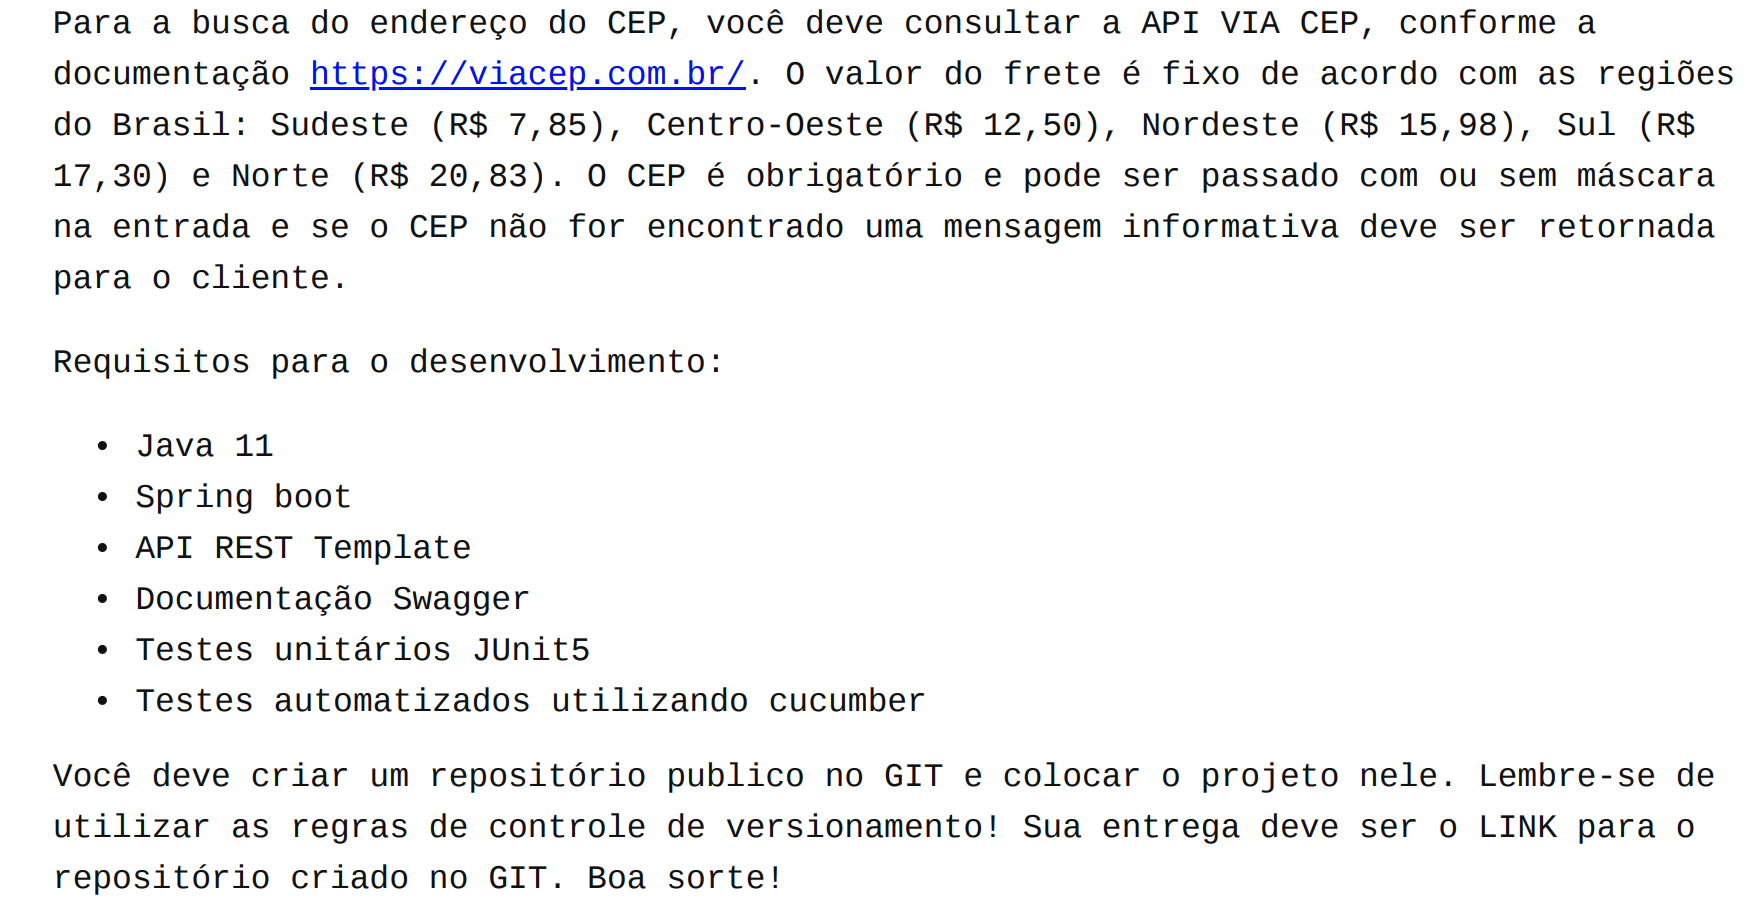 Para a busca do endereço do CEP, você deve consultar a API VIA CEP, conforme a
documentação https://viacep.com.br/. O valor do frete é fixo de acordo com as regiões
do Brasil: Sudeste (R$ 7,85), Centro-Oeste (R$ 12,50), Nordeste (R$ 15,98), Sul (R$
17,30) e Norte (R$ 20,83). O CEP é obrigatório e pode ser passado com ou sem máscara
na entrada e se o CEP não for encontrado uma mensagem informativa deve ser retornada
para o cliente.
Requisitos para o desenvolvimento:
• Java 11
• Spring boot
• API REST Template
• Documentação Swagger
• Testes unitários JUnit5
• Testes automatizados utilizando cucumber
Você deve criar um repositório publico no GIT e colocar o projeto nele. Lembre-se de
utilizar as regras de controle de versionamento! Sua entrega deve ser o LINK para o
repositório criado no GIT. Boa sorte!